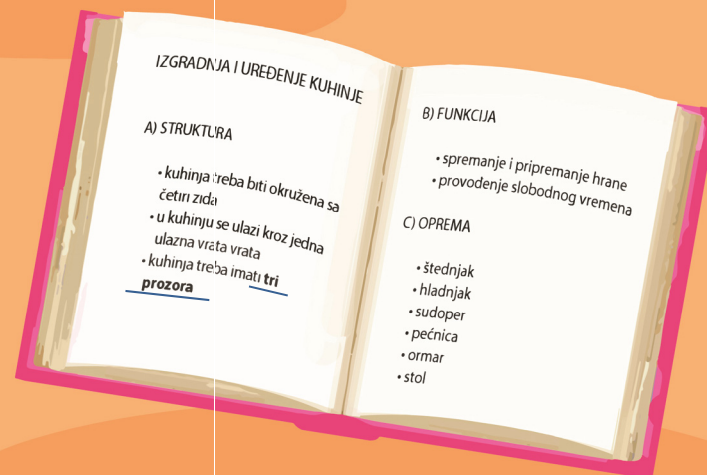 IZGRADNJA I UREĐENJE KUHINJE
A) STRUKTURA
• kuhinja treba biti okružena sa
četiri zida
• u kuhinju se ulazi kroz jedna
ulazna vrata vrata
• kuhinja treba imati tri
prozora
B) FUNKCIJA
• spremanje i pripremanje hrane
• provođenje slobodnog vremena
C) OPREMA
• štednjak
• hladnjak
• sudoper
• pećnica
• ormar
• stol